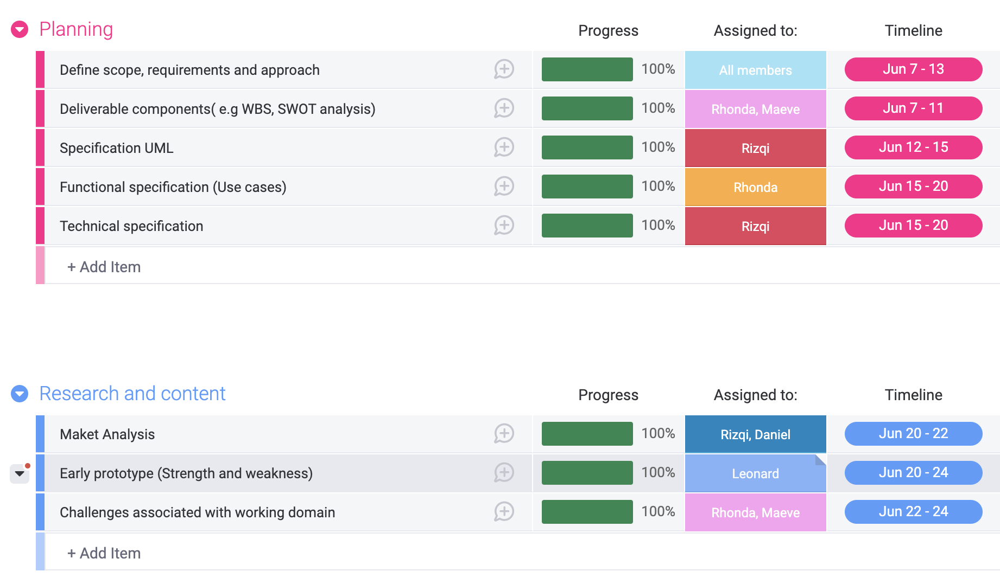 Planning Progress Assigned to: Timeline
Define scope, requirements and approach 100% All members Jun 7 - 13
Deliverable components( e.g WBS, SWOT analysis) 100% Rhonda, Maeve Jun 7 - 11
Specification UML 100% Rizqi Jun 12 - 15
Functional specification (Use cases) 100% Rhonda Jun 15 - 20
Technical specification 100% Rizqi Jun 15 - 20
+ Add Item
Research and content Progress Assigned to: Timeline
Maket Analysis 100% Rizqi, Daniel Jun 20 - 22
Early prototype (Strength and weakness) 100% Leonard Jun 20 - 24
Challenges associated with working domain 100% Rhonda, Maeve Jun 22 - 24
+ Add Item